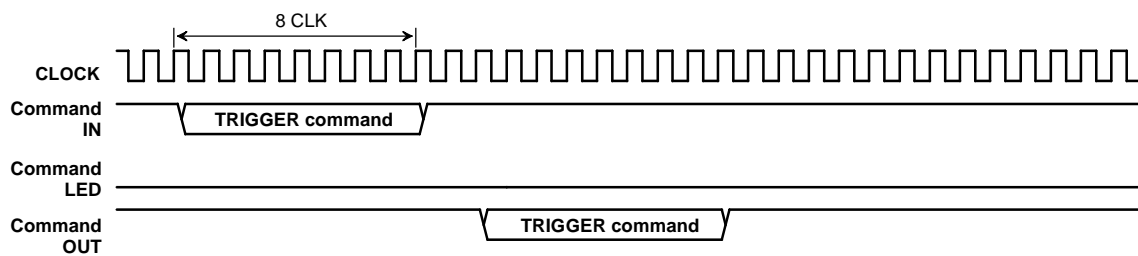 8 CLK
CLOCK
Command
IN
TRIGGER command
Command
LED
Command
OUT
TRIGGER command